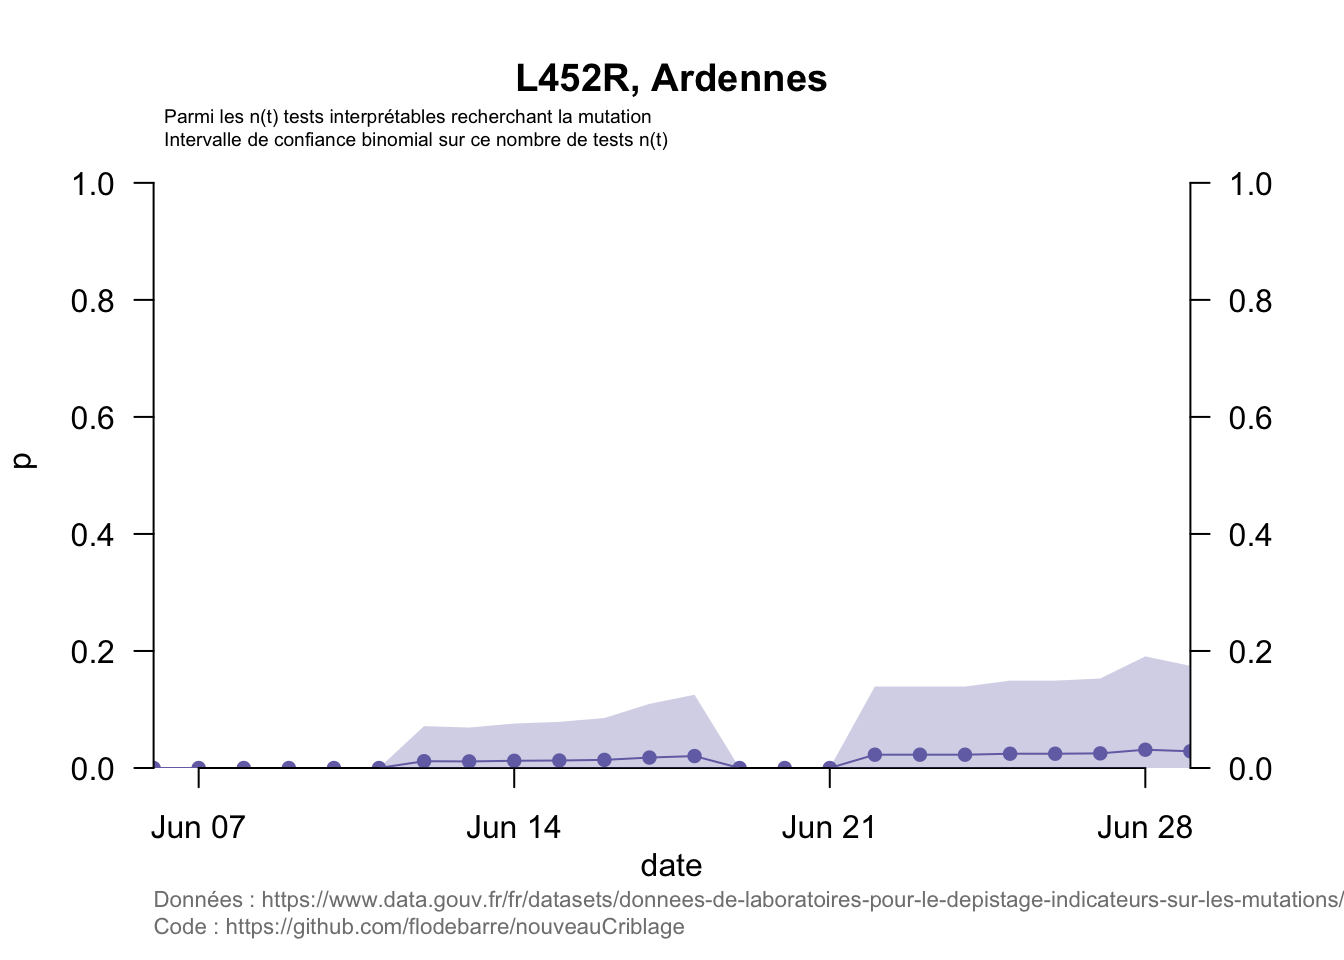 L452R, Ardennes
Parmi les n(t) tests interprétables recherchant la mutation
Intervalle de confiance binomial sur ce nombre de tests n(t)
1.0 1.0
0.8 0.8
0.6 0.6
p
0.4 0.4
0.2 0.2
0.0 0.0
Jun 07 Jun 14 Jun 21 Jun 28
date
Données : https://www.data.gouv.fr/fr/datasets/donnees-de-laboratoires-pour-le-depistage-indicateurs-sur-les-mutations/
Code : https://github.com/flodebarre/nouveauCriblage